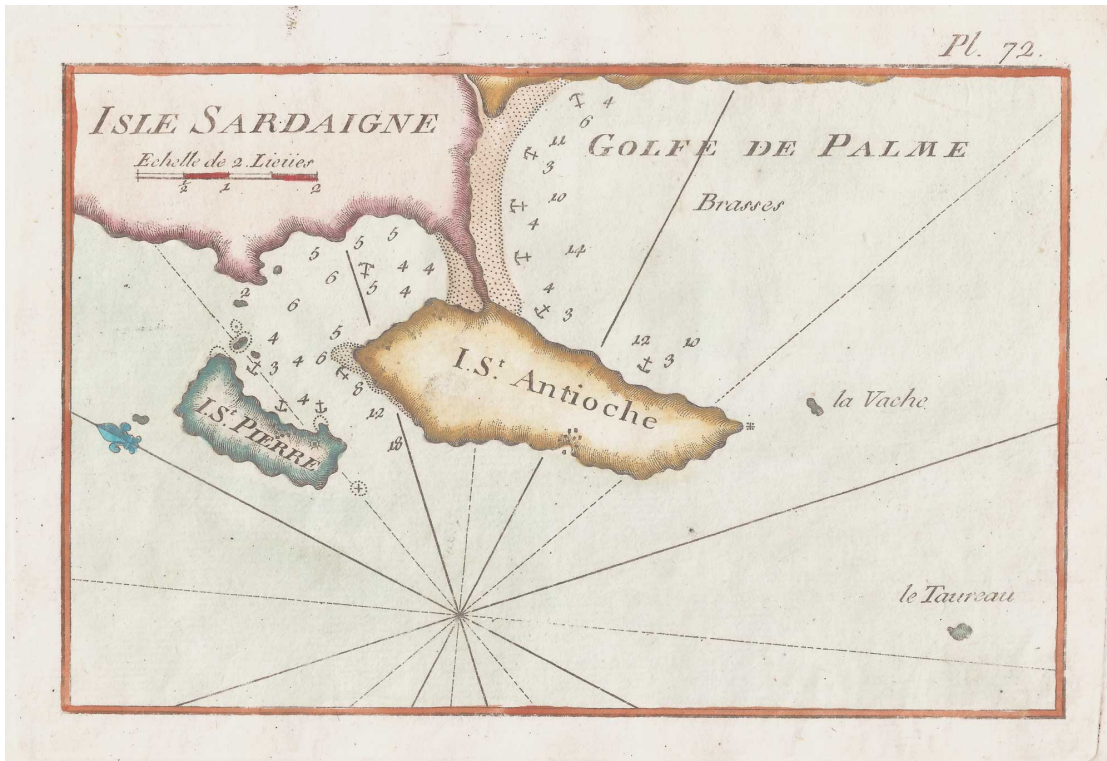 Pl. 72.
ISLE SARDAIGNE
Echelle de 2. Lieües
1/2 1 2
GOLFE DE PALME
Brasses
4
6
11
3
10
4
14
4
3
12 10
3
5 5 5
6 4 4
5 4
2
6
5
4
3 4 6
8
4 12
18
I. St. Antioche
I. St. PIERRE
la Vache
le Taureau